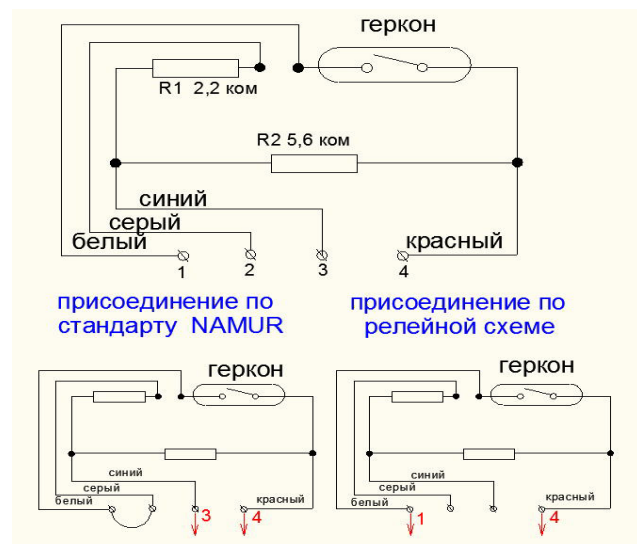 геркон
R1 2,2 ком
R2 5,6 ком
синий
серый
белый
красный
1 2 3 4
присоединение по
стандарту NAMUR
присоединение по
релейной схеме
геркон
синий
серый
белый
красный
3 4
геркон
синий
серый
белый
красный
1 4